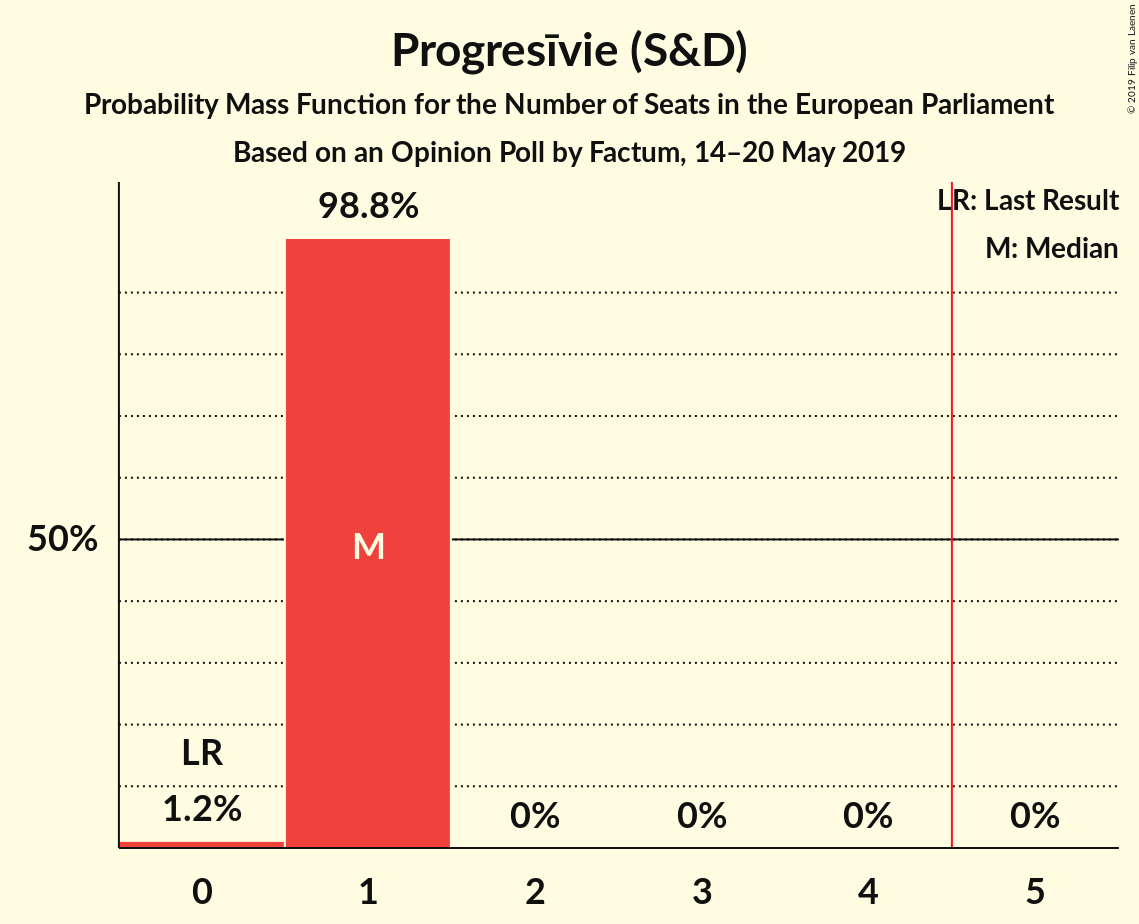 Progresīvie (S&D)
Probability Mass Function for the Number of Seats in the European Parliament
Based on an Opinion Poll by Factum, 14–20 May 2019
© 2019 Filip van Laenen
LR: Last Result
M: Median
98.8%
50%
M
LR
1.2%
0%
0%
0%
0%
0
1
2
3
4
5